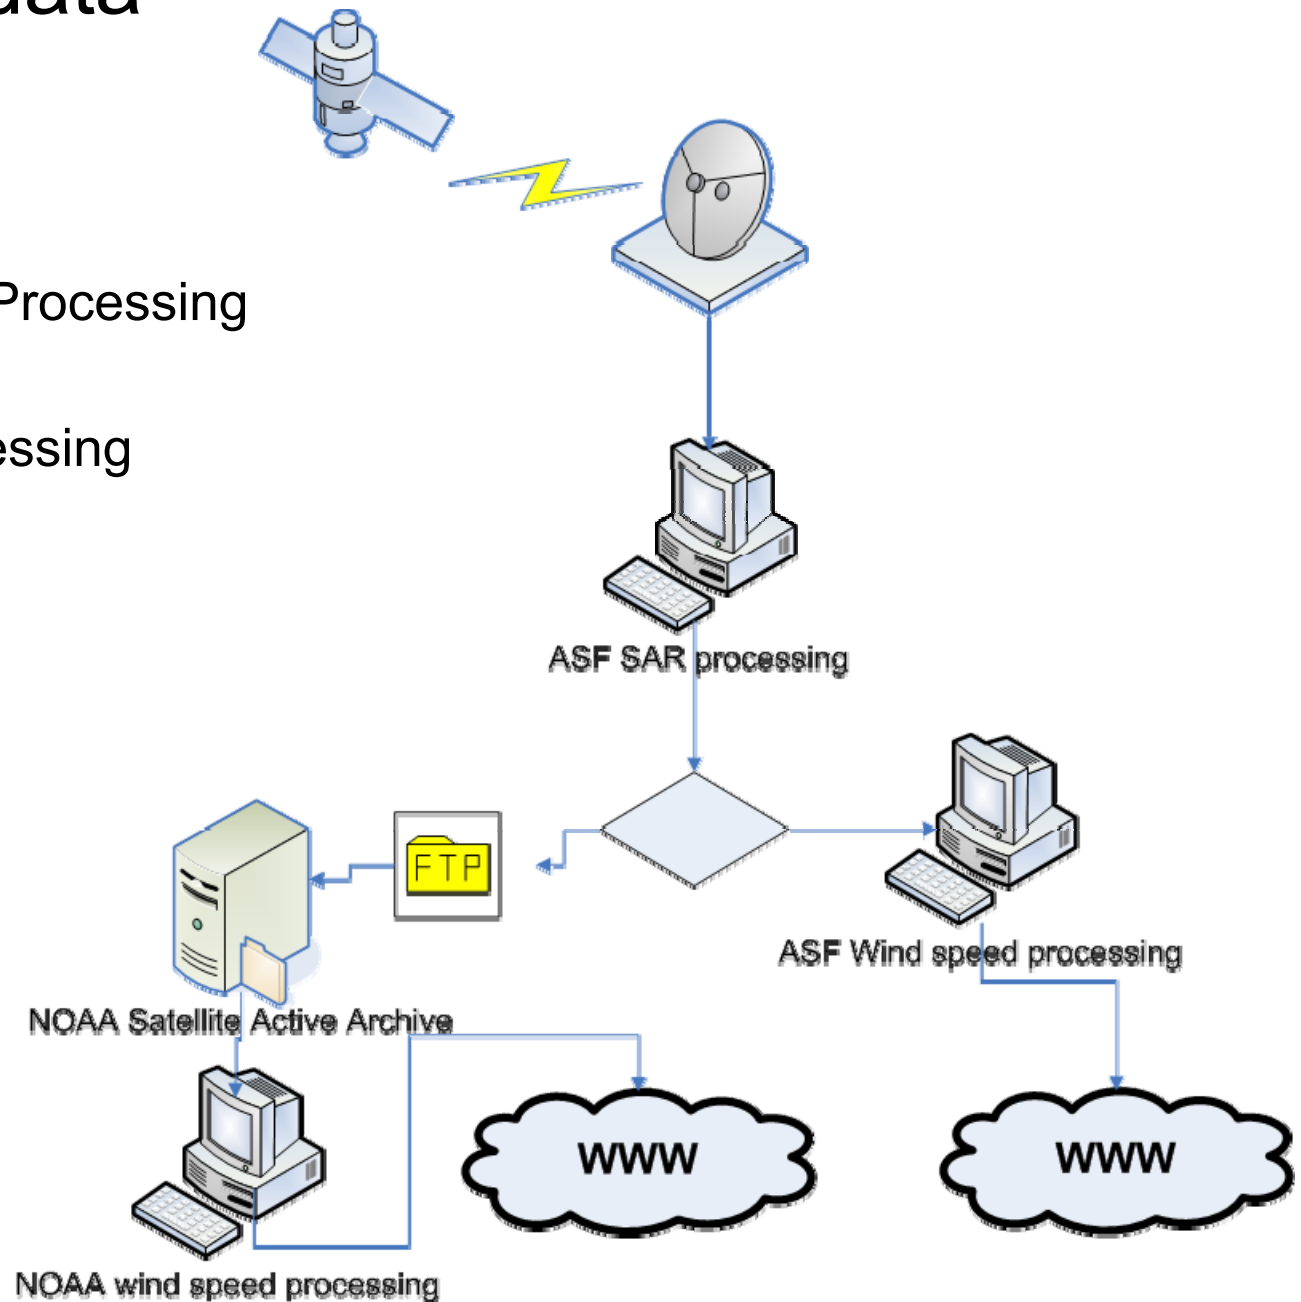 data
Processing
essing
ASF SAR processing
FTP
ASF Wind speed processing
NOAA Satellite Active Archive
WWW
WWW
NOAA wind speed processing